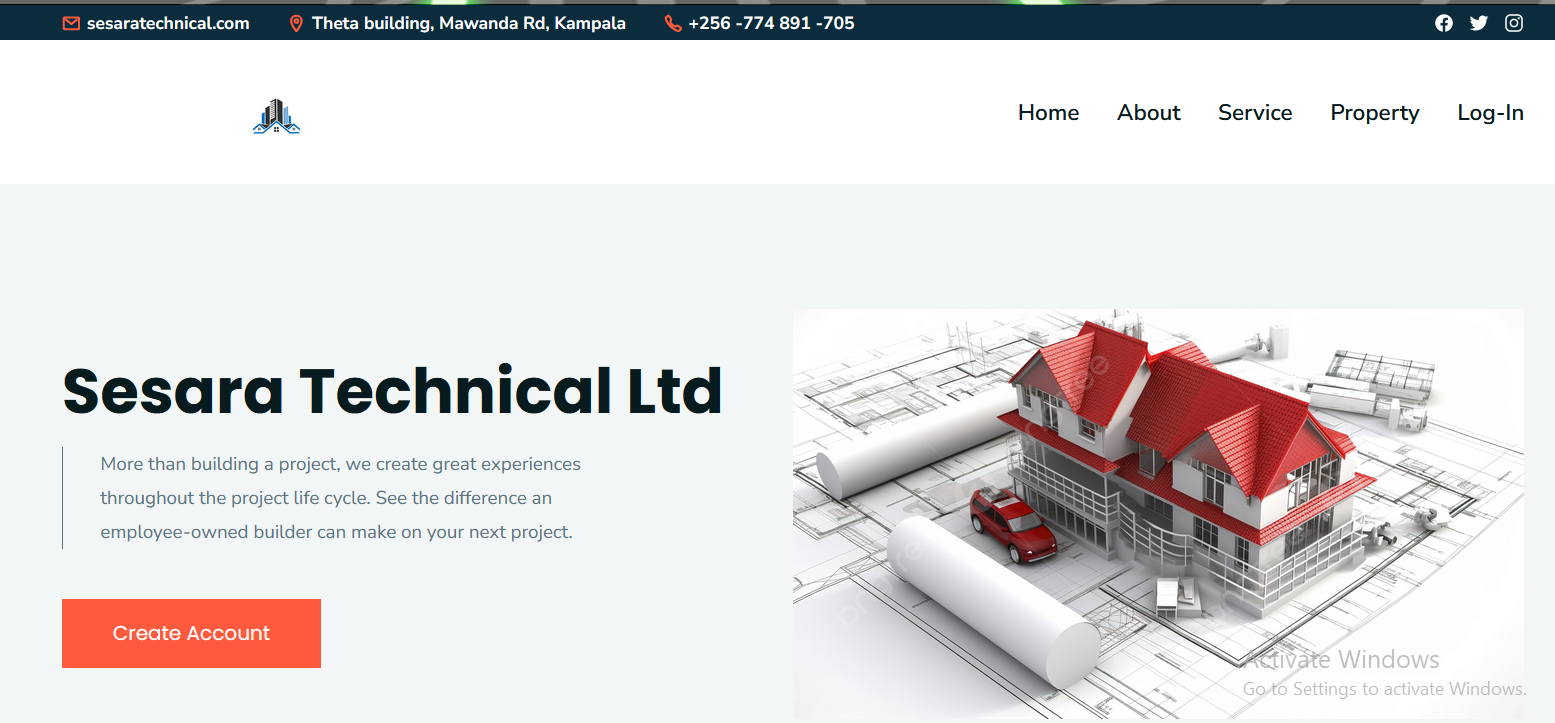 sesaratechnical.com
Theta building, Mawanda Rd, Kampala
+256 -774 891 -705
Home
About
Service
Property
Log-In
Sesara Technical Ltd
More than building a project, we create great experiences
throughout the project life cycle. See the difference an
employee-owned builder can make on your next project.
Create Account
Activate Windows
Go to Settings to activate Windows.